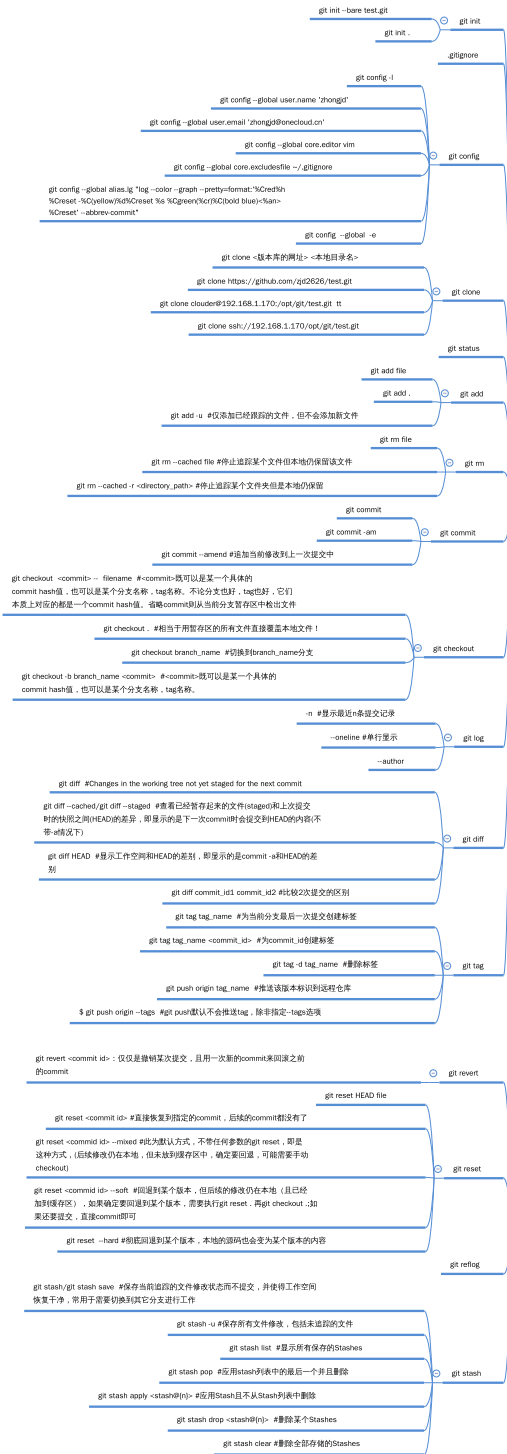 git init --bare test.git
git init
git init .
.gitignore
git config -l
git config --global user.name 'zhongjd'
git config --global user.email 'zhongjd@onecloud.cn'
git config --global core.editor vim
git config
git config --global core.excludesfile ~/.gitignore
git config --global alias.lg "log --color --graph --pretty=format:'%Cred%h
%Creset -%C(yellow)%d%Creset %s %Cgreen(%cr)%C(bold blue)<%an>
%Creset' --abbrev-commit"
git config  --global  -e
git clone <版本库的网址> <本地目录名>
git clone https://github.com/zjd2626/test.git
git clone
git clone clouder@192.168.1.170:/opt/git/test.git  tt
git clone ssh://192.168.1.170/opt/git/test.git
git status
git add file
git add .
git add
git add -u  #仅添加已经跟踪的文件，但不会添加新文件
git rm file
git rm --cached file #停止追踪某个文件但本地仍保留该文件
git rm
git rm --cached -r <directory_path> #停止追踪某个文件夹但是本地仍保留
git commit
git commit -am
git commit
git commit --amend #追加当前修改到上一次提交中
git checkout  <commit> --  filename  #<commit>既可以是某一个具体的
commit hash值，也可以是某个分支名称，tag名称。不论分支也好，tag也好，它们
本质上对应的都是一个commit hash值。省略commit则从当前分支暂存区中检出文件
git checkout .  #相当于用暂存区的所有文件直接覆盖本地文件！
git checkout
git checkout branch_name  #切换到branch_name分支
git checkout -b branch_name <commit>  #<commit>既可以是某一个具体的
commit hash值，也可以是某个分支名称，tag名称。
-n  #显示最近n条提交记录
--oneline #单行显示
git log
--author
git diff  #Changes in the working tree not yet staged for the next commit
git diff --cached/git diff --staged  #查看已经暂存起来的文件(staged)和上次提交
时的快照之间(HEAD)的差异，即显示的是下一次commit时会提交到HEAD的内容(不
带-a情况下)
git diff
git diff HEAD  #显示工作空间和HEAD的差别，即显示的是commit -a和HEAD的差
别
git diff commit_id1 commit_id2 #比较2次提交的区别
git tag tag_name  #为当前分支最后一次提交创建标签
git tag tag_name <commit_id>  #为commit_id创建标签
git tag -d tag_name  #删除标签
git tag
git push origin tag_name  #推送该版本标识到远程仓库
$ git push origin --tags  #git push默认不会推送tag，除非指定--tags选项
git revert <commit id>：仅仅是撤销某次提交，且用一次新的commit来回滚之前
的commit
git revert
git reset HEAD file
git reset <commit id> #直接恢复到指定的commit，后续的commit都没有了
git reset <commid id> --mixed #此为默认方式，不带任何参数的git reset，即是
这种方式，(后续修改仍在本地，但未放到缓存区中，确定要回退，可能需要手动
checkout)
git reset
git reset <commid id> --soft  #回退到某个版本，但后续的修改仍在本地（且已经
加到缓存区），如果确定要回退到某个版本，需要执行git reset . 再git checkout .;如
果还要提交，直接commit即可
git reset  --hard #彻底回退到某个版本，本地的源码也会变为某个版本的内容
git reflog
git stash/git stash save  #保存当前追踪的文件修改状态而不提交，并使得工作空间
恢复干净，常用于需要切换到其它分支进行工作
git stash -u #保存所有文件修改，包括未追踪的文件
git stash list  #显示所有保存的Stashes
git stash pop  #应用stash列表中的最后一个并且删除
git stash
git stash apply <stash@{n}> #应用Stash且不从Stash列表中删除
git stash drop <stash@{n}>  #删除某个Stashes
git stash clear #删除全部存储的Stashes